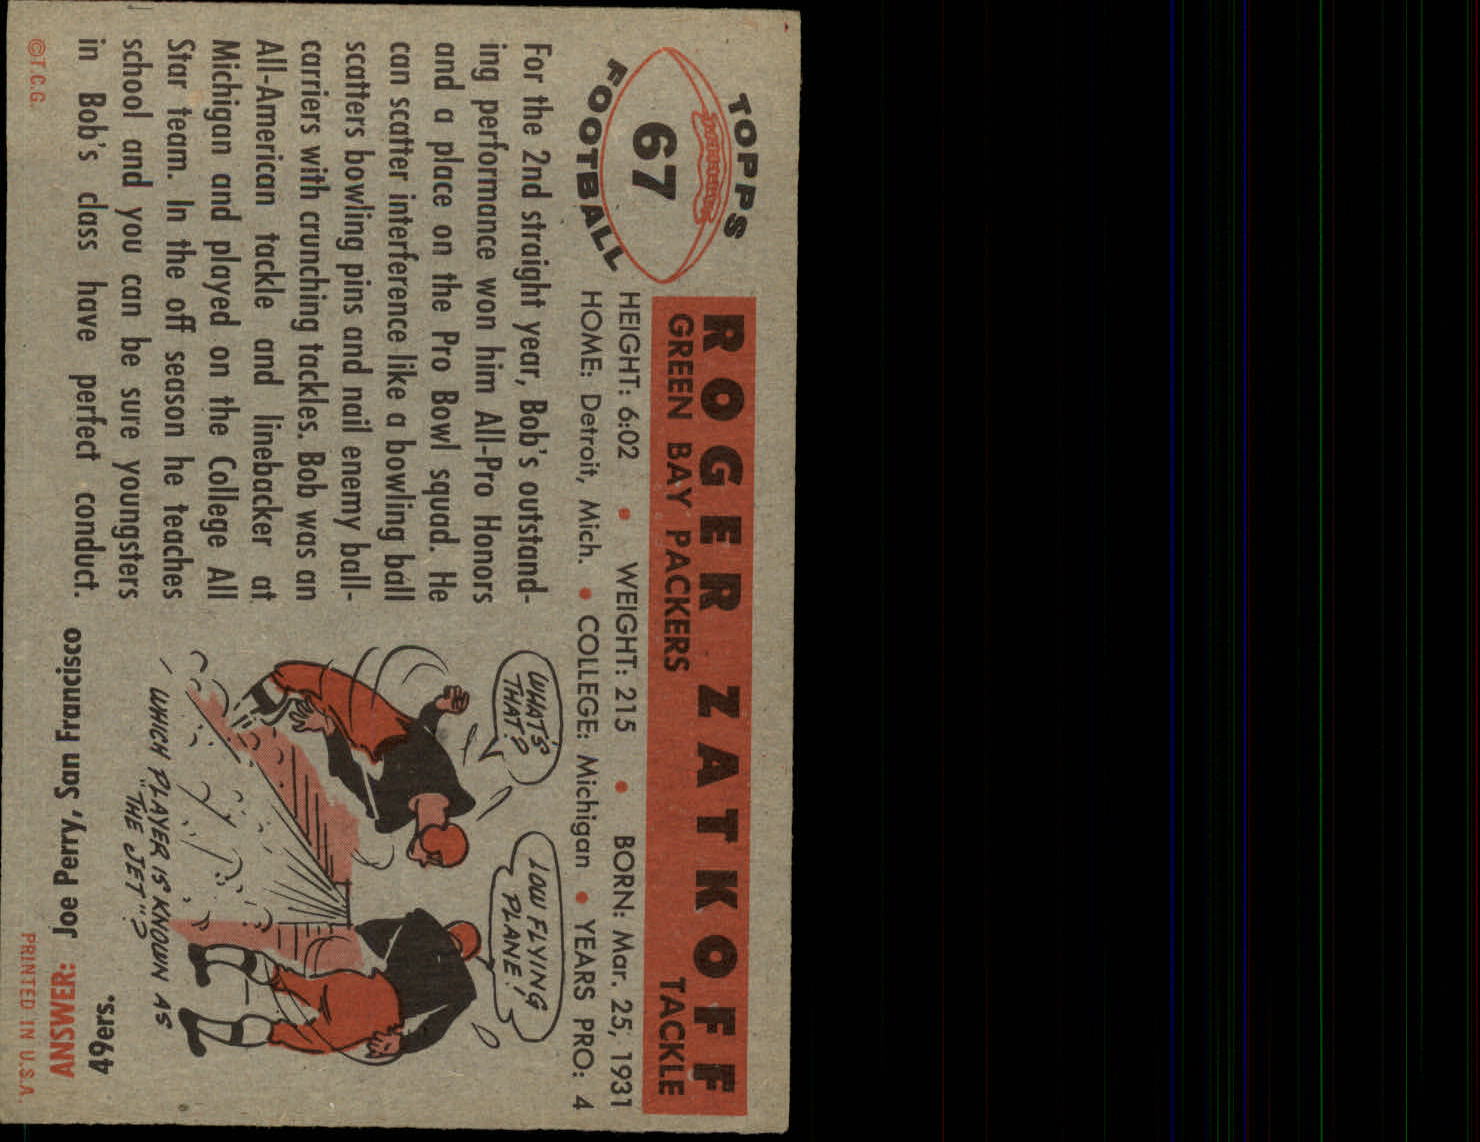 TOPPS
67
FOOTBALL
ROGER ZATKOFF
GREEN BAY PACKERS TACKLE
HEIGHT: 6:02 • WEIGHT: 215 • BORN: Mar. 25, 1931
HOME: Detroit, Mich. • COLLEGE: Michigan • YEARS PRO: 4
For the 2nd straight year, Bob's outstand-
ing performance won him All-Pro Honors
and a place on the Pro Bowl squad. He
can scatter interference like a bowling ball
scatters bowling pins and nail enemy ball-
carriers with crunching tackles. Bob was an
All-American tackle and linebacker at
Michigan and played on the College All
Star team. In the off season he teaches
school and you can be sure youngsters
in Bob's class have perfect conduct.
WHAT'S
THAT?
LOW FLYING
PLANE!
WHICH PLAYER IS KNOWN AS
"THE JET"?
ANSWER: Joe Perry, San Francisco
49ers.
©T.C.G.
PRINTED IN U.S.A.